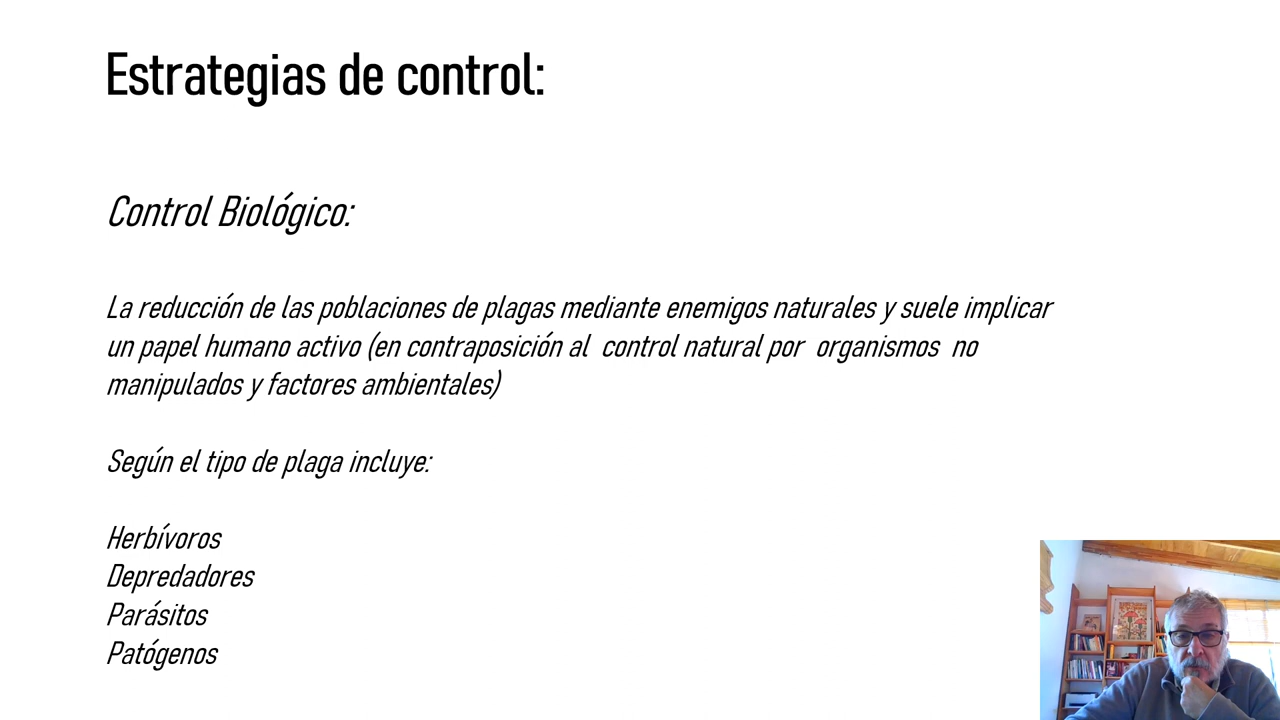 Estrategias de control:
Control Biológico:
La reducción de las poblaciones de plagas mediante enemigos naturales y suele implicar
un papel humano activo (en contraposición al control natural por organismos no
manipulados y factores ambientales)
Según el tipo de plaga incluye:
Herbívoros
Depredadores
Parásitos
Patógenos